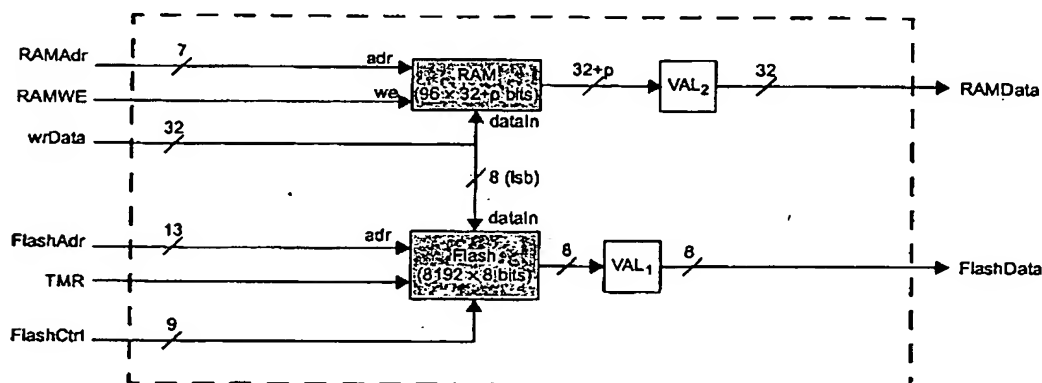 RAMAdr
7
adr
RAM
(96 × 32+p bits)
32+p
VAL2
32
RAMData
RAMWE
we
wrData
32
dataIn
8 (lsb)
dataIn
FlashAdr
13
adr
Flash
(8192 × 8 bits)
8
VAL1
8
FlashData
TMR
FlashCtrl
9